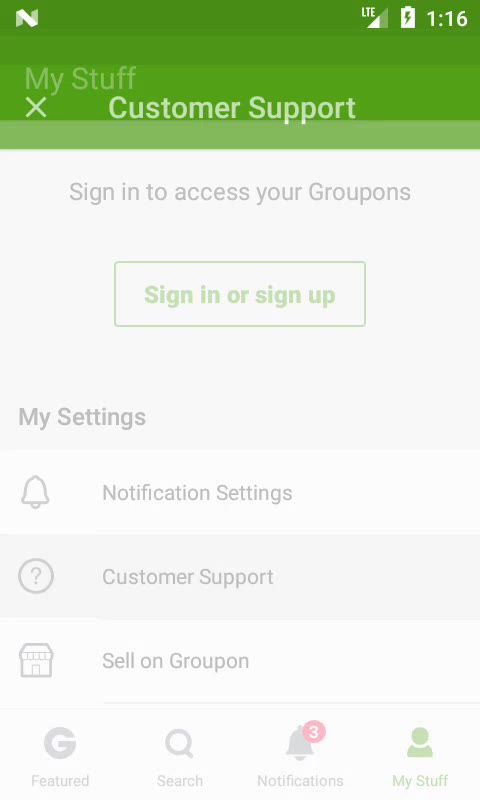 LTE
1:16
My Stuff
Customer Support
Sign in to access your Groupons
Sign in or sign up
My Settings
Notification Settings
?
Customer Support
Sell on Groupon
G
3
Featured
Search
Notifications
My Stuff